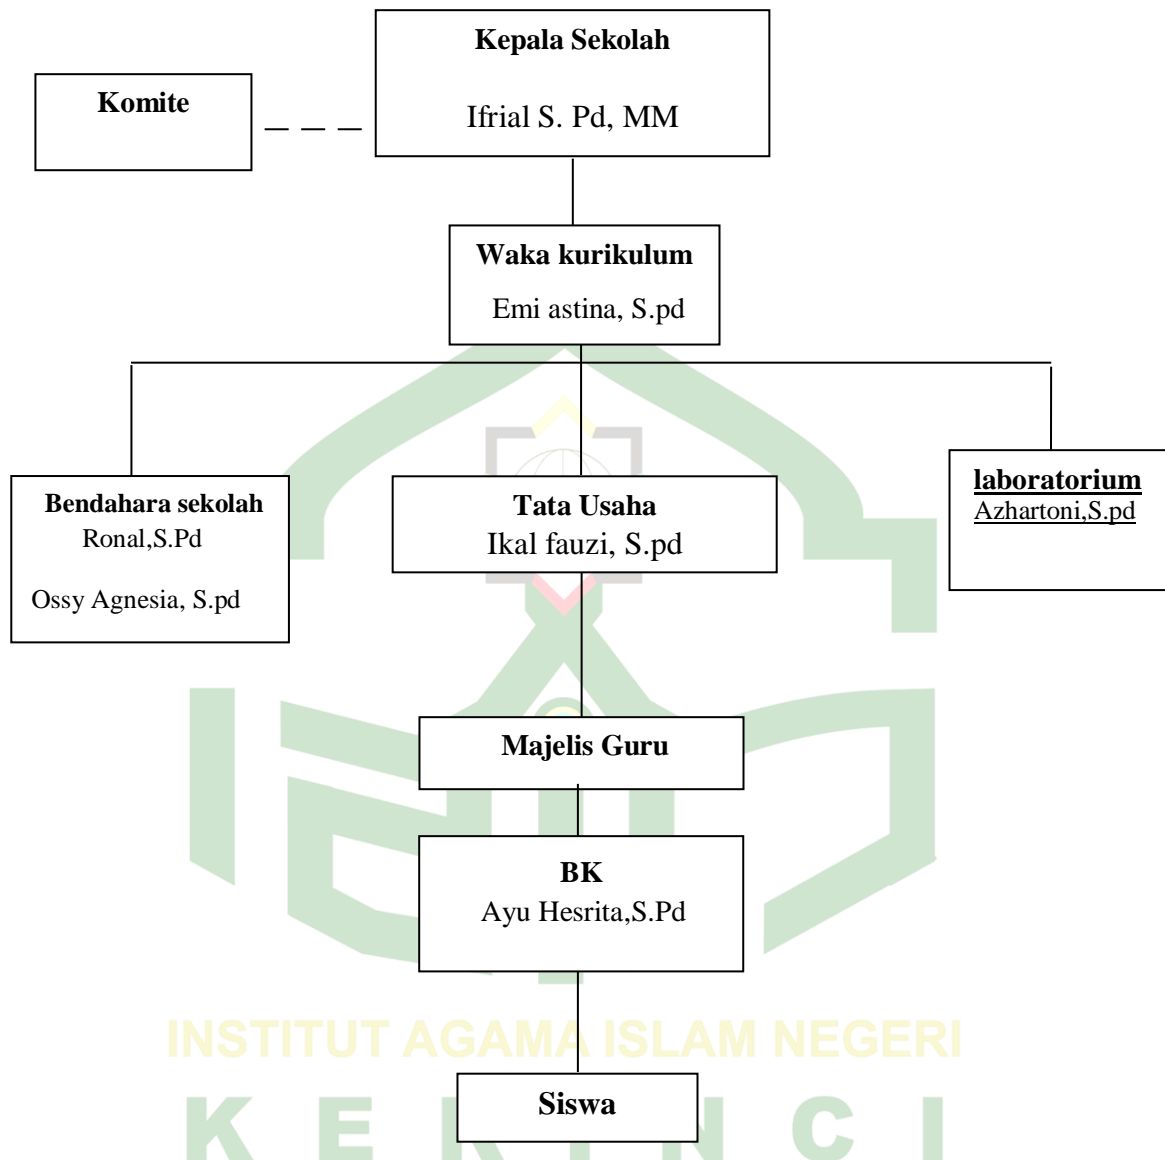 Kepala Sekolah
Ifrial S. Pd, MM
Komite
Waka kurikulum
Emi astina, S.pd
Bendahara sekolah
Ronal,S.Pd
Ossy Agnesia, S.pd
Tata Usaha
Ikal fauzi, S.pd
laboratorium
Azhartoni,S.pd
Majelis Guru
BK
Ayu Hesrita,S.Pd
INSTITUT AGAMA ISLAM NEGERI
Siswa
KERINCI